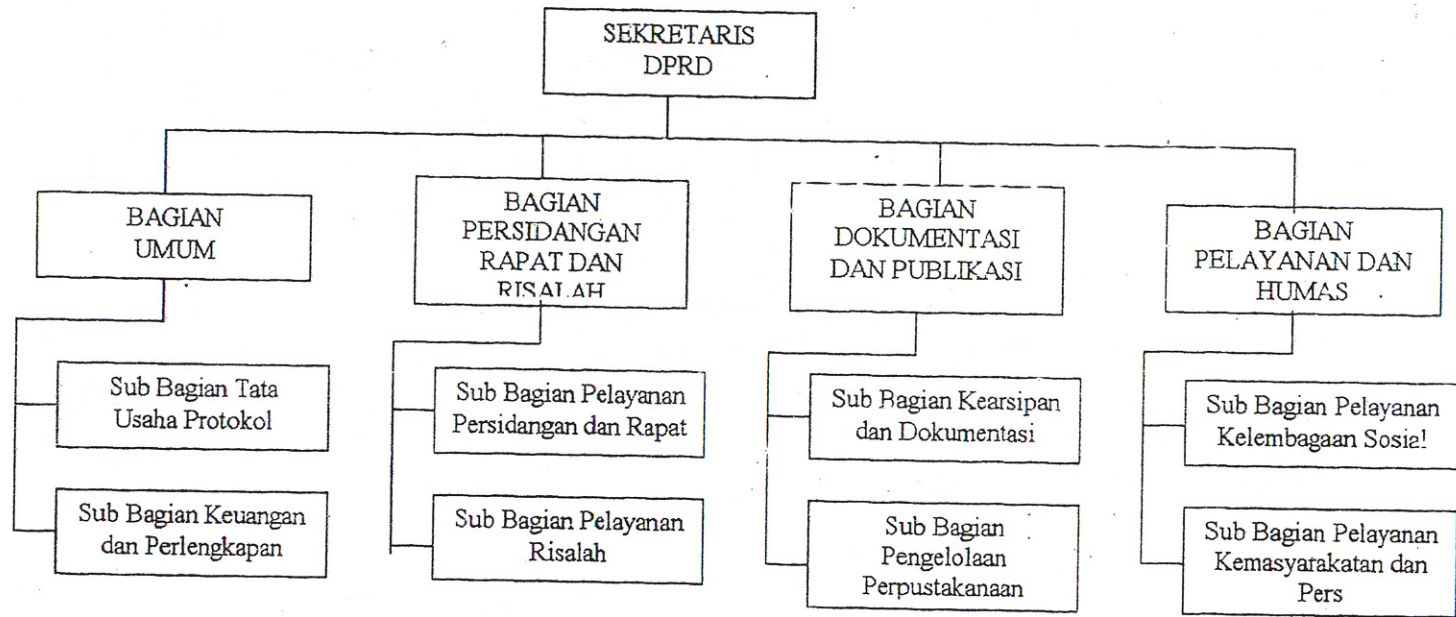 SEKRETARIS
DPRD
BAGIAN
UMUM
BAGIAN
PERSIDANGAN
RAPAT DAN
RISALAH
BAGIAN
DOKUMENTASI
DAN PUBLIKASI
BAGIAN
PELAYANAN DAN
HUMAS
Sub Bagian Tata
Usaha Protokol
Sub Bagian Keuangan
dan Perlengkapan
Sub Bagian Pelayanan
Persidangan dan Rapat
Sub Bagian Pelayanan
Risalah
Sub Bagian Kearsipan
dan Dokumentasi
Sub Bagian
Pengelolaan
Perpustakanaan
Sub Bagian Pelayanan
Kelembagaan Sosial
Sub Bagian Pelayanan
Kemasyarakatan dan
Pers